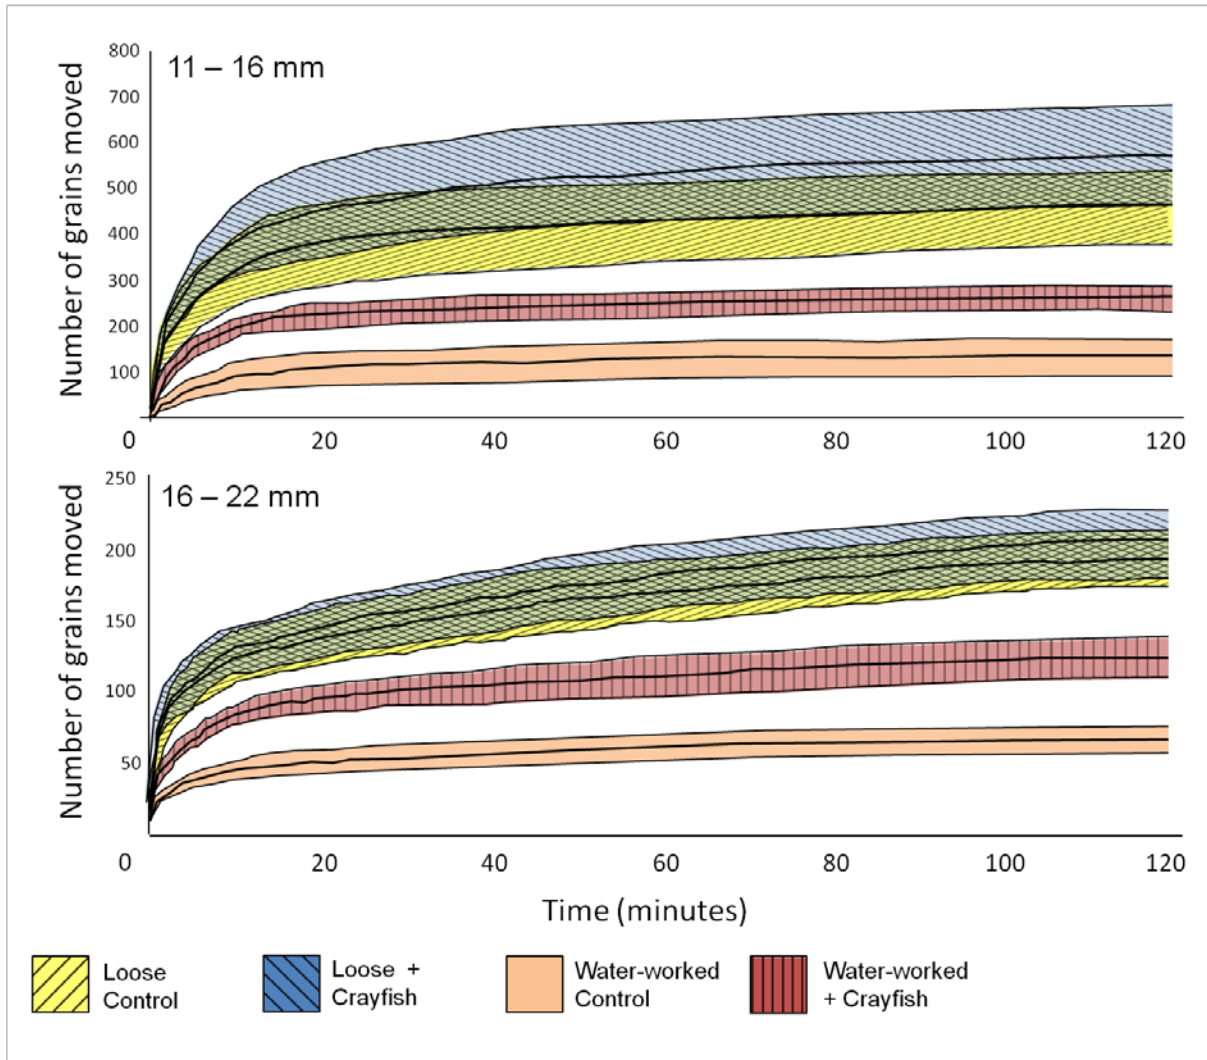 800
11 – 16 mm
700
600
500
400
300
200
100
Number of grains moved
0 20 40 60 80 100 120
250
16 – 22 mm
200
150
100
50
Number of grains moved
0 20 40 60 80 100 120
Time (minutes)
Loose
Control
Loose +
Crayfish
Water-worked
Control
Water-worked
+ Crayfish